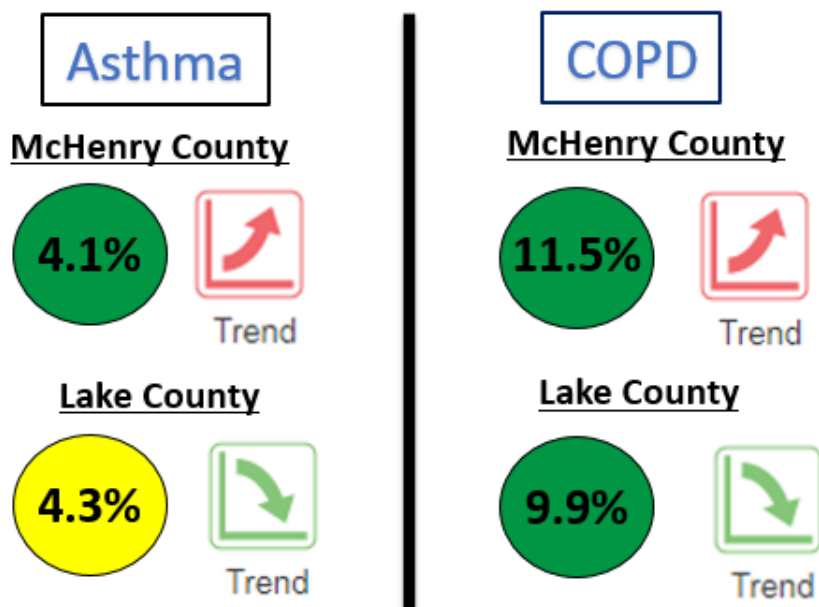 Asthma
McHenry County
4.1%
Trend
Lake County
4.3%
Trend
COPD
McHenry County
11.5%
Trend
Lake County
9.9%
Trend